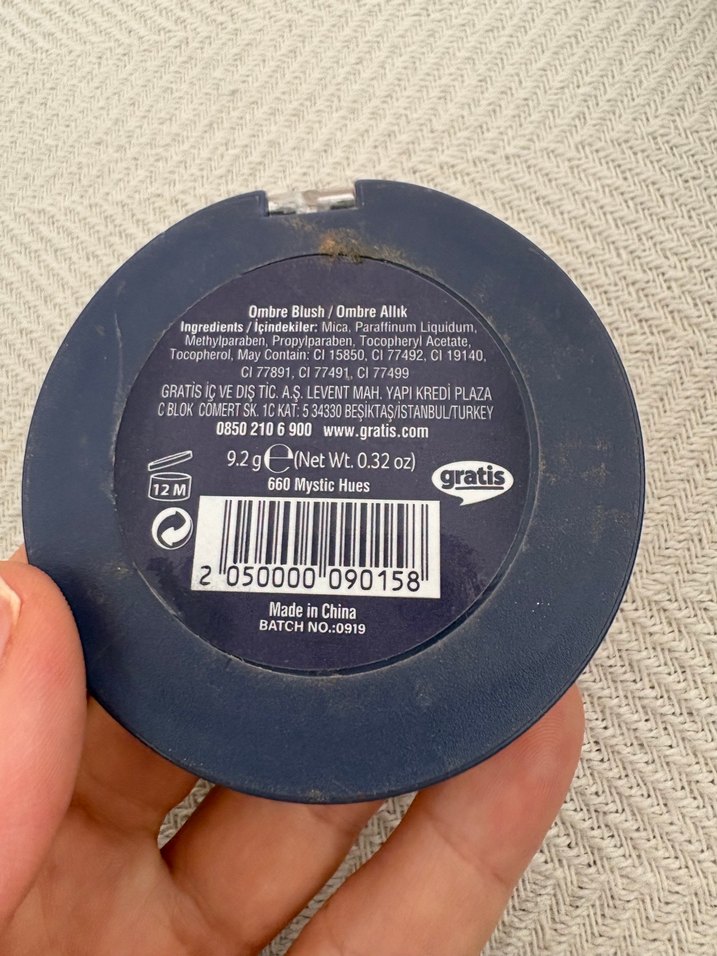 Ombre Blush / Ombre Allık
Ingredients / İçindekiler: Mica, Paraffinum Liquidum,
Methylparaben, Propylparaben, Tocopheryl Acetate,
Tocopherol, May Contain: CI 15850, CI 77492, CI 19140,
CI 77891, CI 77491, CI 77499
GRATİS İÇ VE DIŞ TİC. A.Ş. LEVENT MAH. YAPI KREDİ PLAZA
C BLOK CÖMERT SK. 1C KAT: 5 34330 BEŞİKTAŞ/İSTANBUL/TURKEY
0850 210 6 900 www.gratis.com
9.2 g ℮ (Net Wt. 0.32 oz)
660 Mystic Hues
gratis
12 M
2 050000 090158
Made in China
BATCH NO.:0919